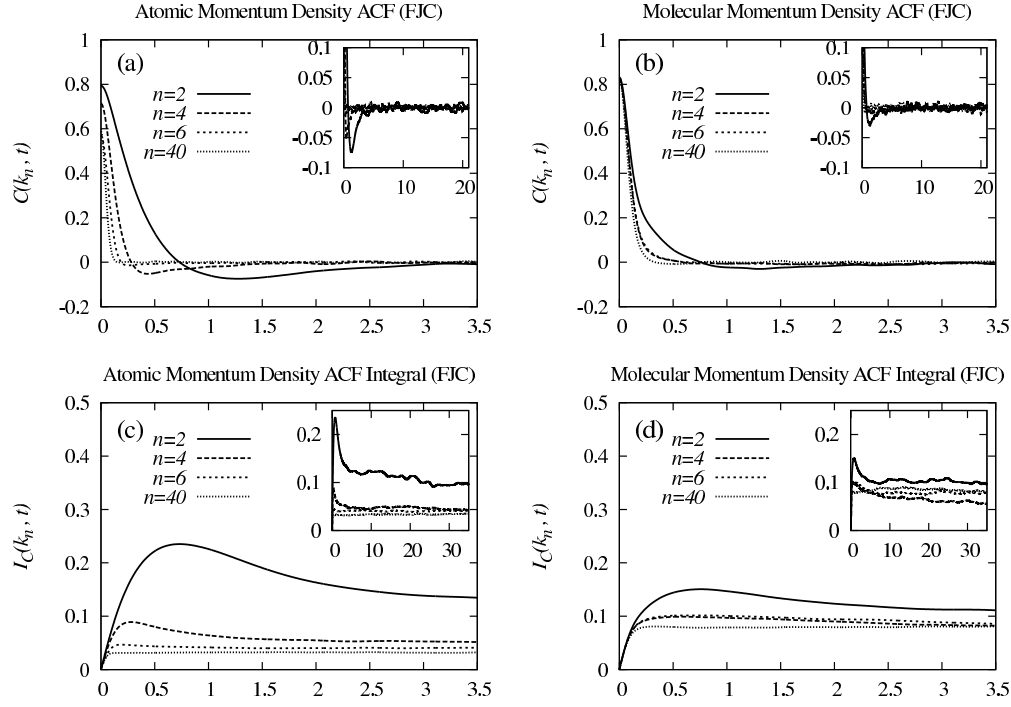 Atomic Momentum Density ACF (FJC)
(a)
n=2
n=4
n=6
n=40
C(kn, t)
1
0.8
0.6
0.4
0.2
0
-0.2
0 0.5 1 1.5 2 2.5 3 3.5
0.1
0.05
0
-0.05
-0.1
0 10 20
Molecular Momentum Density ACF (FJC)
(b)
n=2
n=4
n=6
n=40
C(kn, t)
1
0.8
0.6
0.4
0.2
0
-0.2
0 0.5 1 1.5 2 2.5 3 3.5
0.1
0.05
0
-0.05
-0.1
0 10 20
Atomic Momentum Density ACF Integral (FJC)
(c)
n=2
n=4
n=6
n=40
IC(kn, t)
0.5
0.4
0.3
0.2
0.1
0
0 0.5 1 1.5 2 2.5 3 3.5
0.2
0.1
0
0 10 20 30
Molecular Momentum Density ACF Integral (FJC)
(d)
n=2
n=4
n=6
n=40
IC(kn, t)
0.5
0.4
0.3
0.2
0.1
0
0 0.5 1 1.5 2 2.5 3 3.5
0.2
0.1
0
0 10 20 30